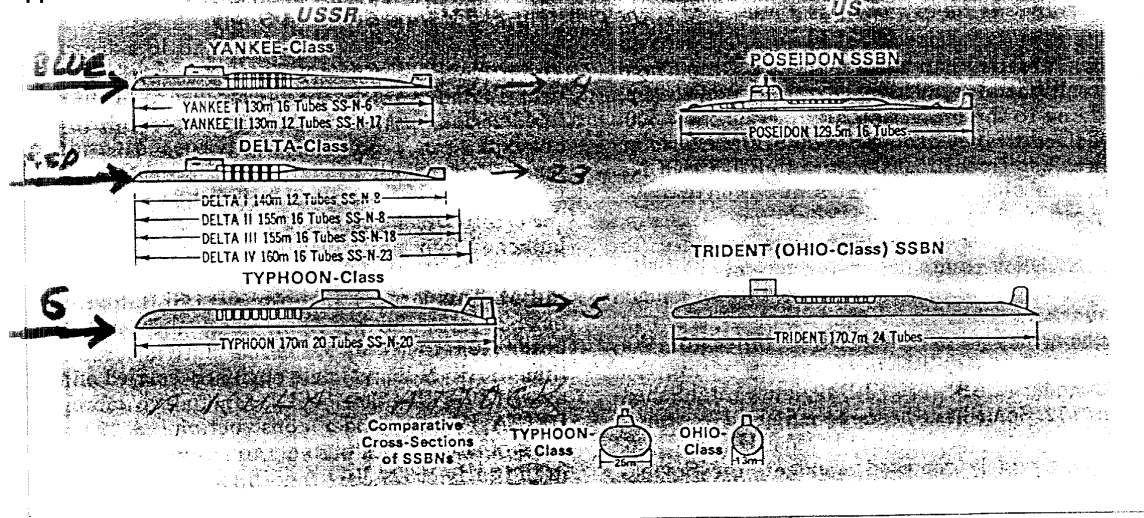 USSR
US
YANKEE-Class
BLUE
4
YANKEE I 130m 16 Tubes SS-N-6
YANKEE II 130m 12 Tubes SS-N-17
POSEIDON SSBN
POSEIDON 129.5m 16 Tubes
DELTA-Class
23
DELTA I 140m 12 Tubes SS-N-8
DELTA II 155m 16 Tubes SS-N-8
DELTA III 155m 16 Tubes SS-N-18
DELTA IV 160m 16 Tubes SS-N-23
TRIDENT (OHIO-Class) SSBN
TYPHOON-Class
6
5
TYPHOON 170m 20 Tubes SS-N-20
TRIDENT 170.7m 24 Tubes
Comparative
Cross-Sections
of SSBNs
TYPHOON-
Class
25m
OHIO-
Class
13m